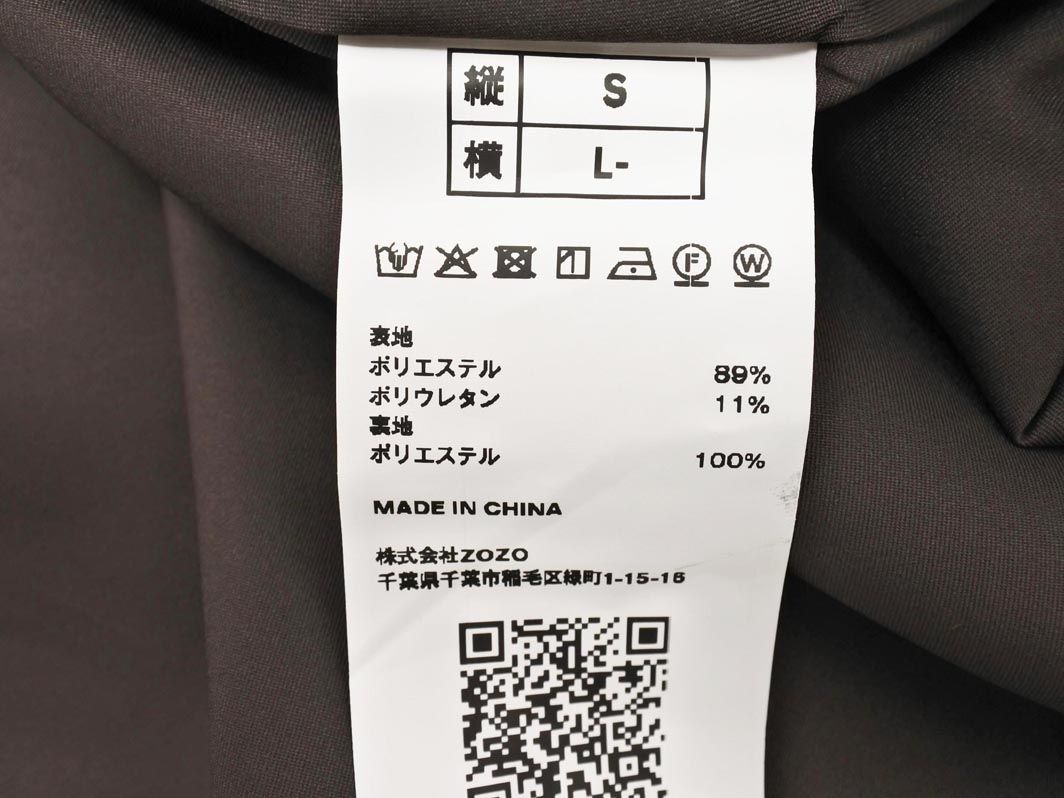 縦 S
横 L-
F W
表地
ポリエステル 89%
ポリウレタン 11%
裏地
ポリエステル 100%
MADE IN CHINA
株式会社ZOZO
千葉県千葉市稲毛区緑町1-15-16